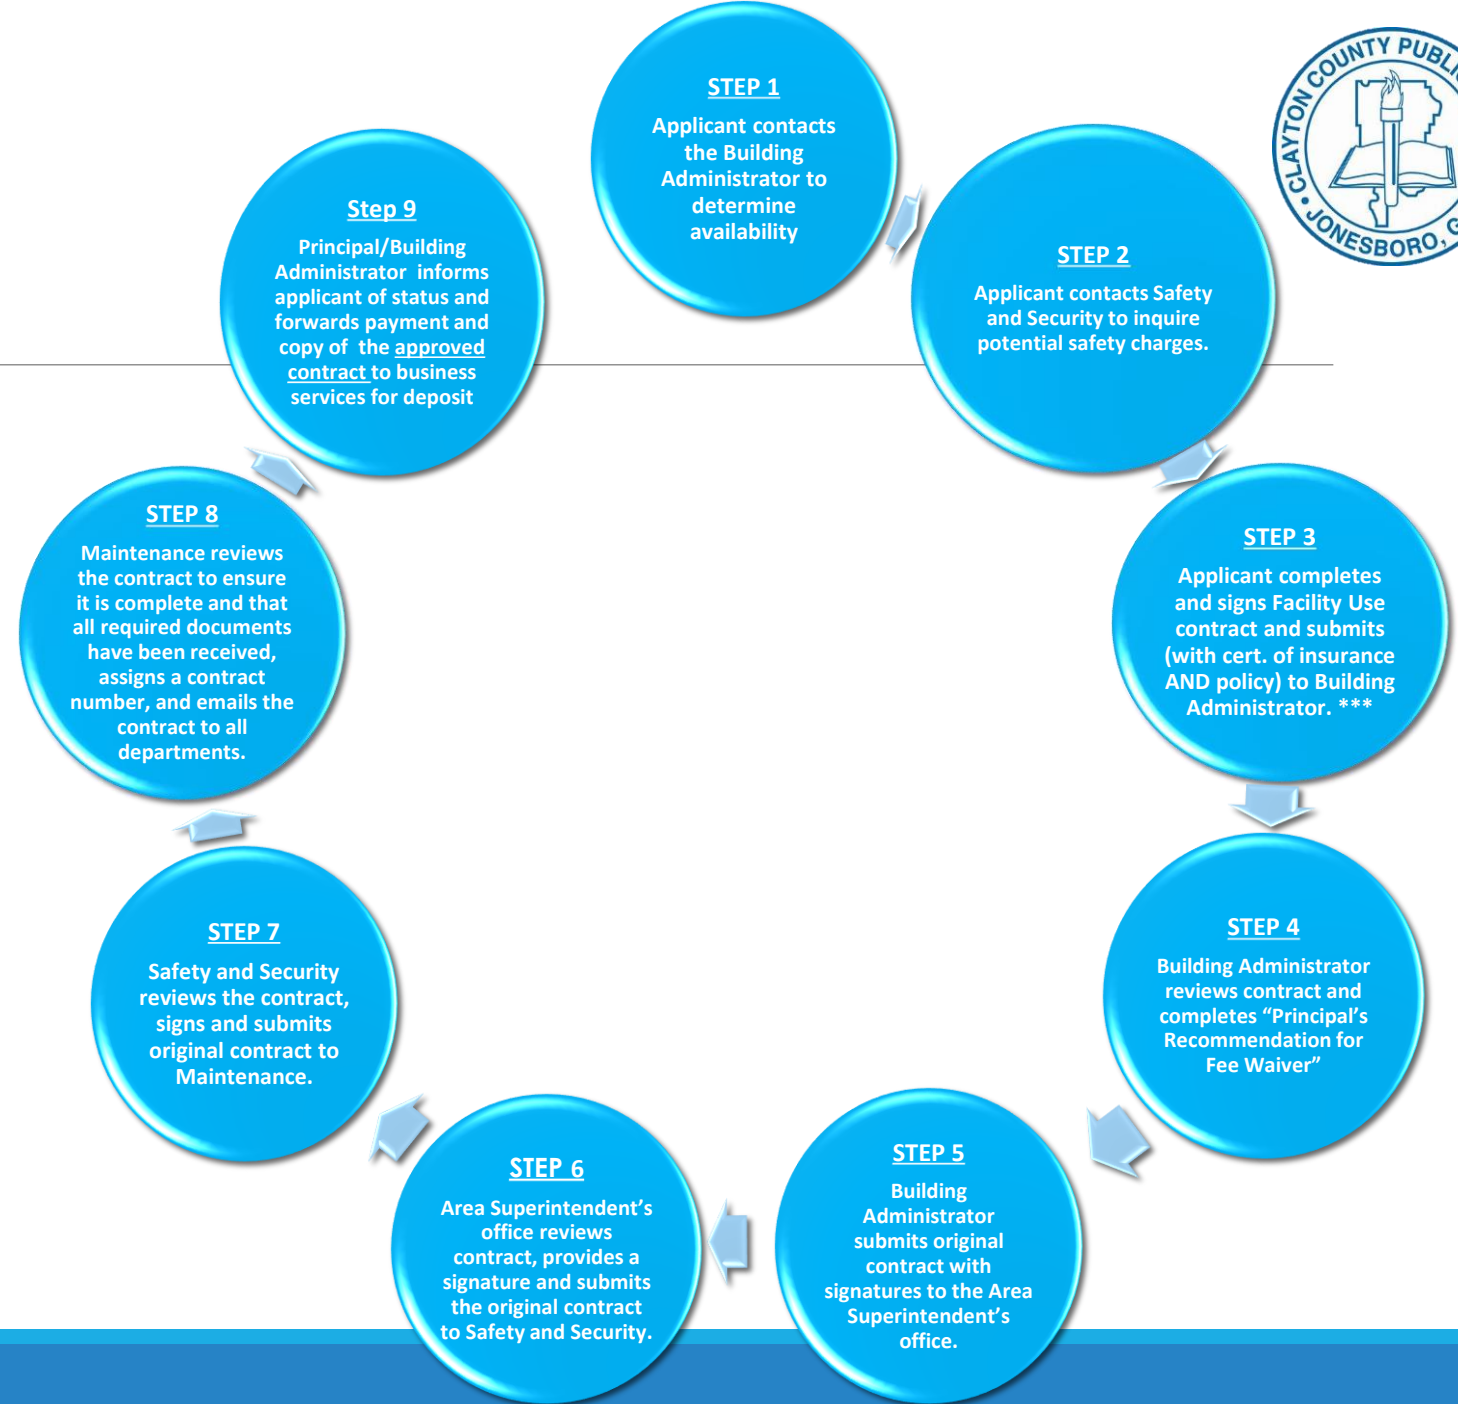 STEP 1
Applicant contacts
the Building
Administrator to
determine
availability
STEP 2
Applicant contacts Safety
and Security to inquire
potential safety charges.
STEP 3
Applicant completes
and signs Facility Use
contract and submits
(with cert. of insurance
AND policy) to Building
Administrator. ***
STEP 4
Building Administrator
reviews contract and
completes “Principal’s
Recommendation for
Fee Waiver”
STEP 5
Building
Administrator
submits original
contract with
signatures to the Area
Superintendent’s
office.
STEP 6
Area Superintendent’s
office reviews
contract, provides a
signature and submits
the original contract
to Safety and Security.
STEP 7
Safety and Security
reviews the contract,
signs and submits
original contract to
Maintenance.
STEP 8
Maintenance reviews
the contract to ensure
it is complete and that
all required documents
have been received,
assigns a contract
number, and emails the
contract to all
departments.
Step 9
Principal/Building
Administrator  informs
applicant of status and
forwards payment and
copy of  the approved
contract to business
services for deposit
• CLAYTON COUNTY
JONESBORO,